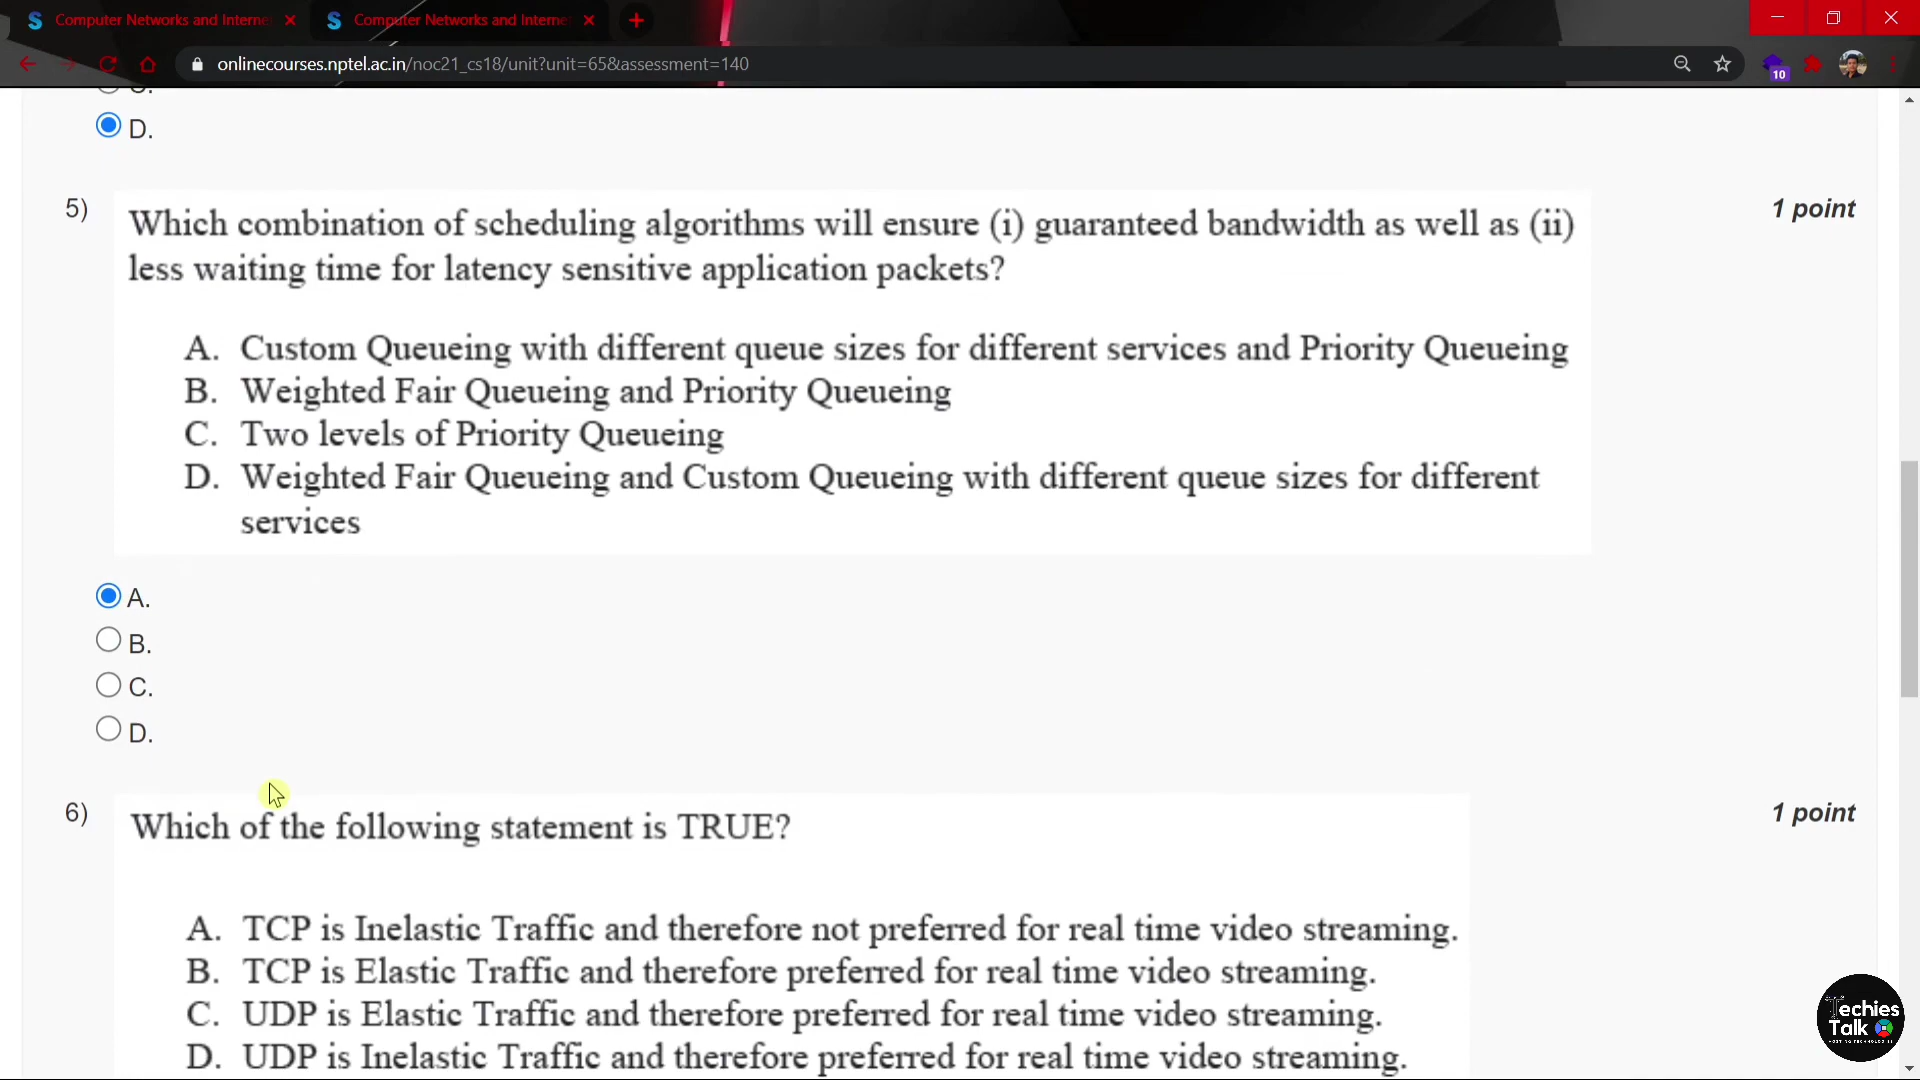 Computer Networks and Interne
Computer Networks and Interne
onlinecourses.nptel.ac.in/noc21_cs18/unit?unit=65&assessment=140
10
D.
5)
Which combination of scheduling algorithms will ensure (i) guaranteed bandwidth as well as (ii)
less waiting time for latency sensitive application packets?
1 point
A. Custom Queueing with different queue sizes for different services and Priority Queueing
B. Weighted Fair Queueing and Priority Queueing
C. Two levels of Priority Queueing
D. Weighted Fair Queueing and Custom Queueing with different queue sizes for different
services
A.
B.
C.
D.
6)
Which of the following statement is TRUE?
1 point
A. TCP is Inelastic Traffic and therefore not preferred for real time video streaming.
B. TCP is Elastic Traffic and therefore preferred for real time video streaming.
C. UDP is Elastic Traffic and therefore preferred for real time video streaming.
D. UDP is Inelastic Traffic and therefore preferred for real time video streaming.
Techies
Talk